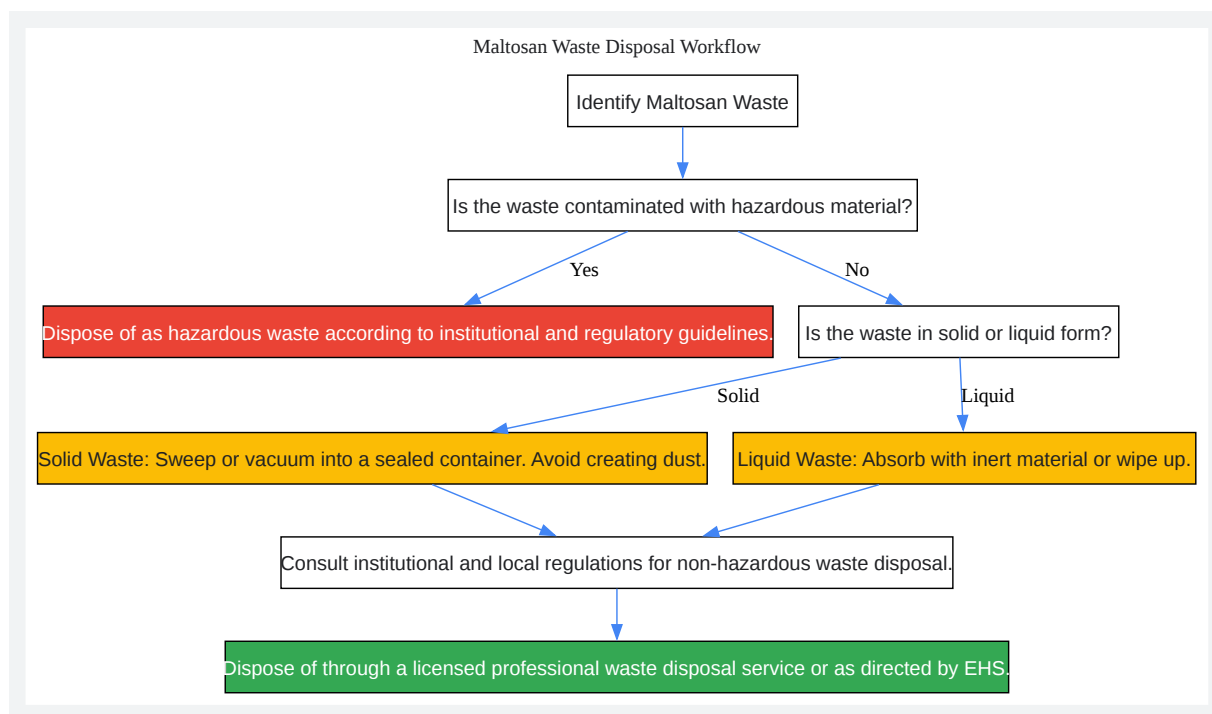 Maltosan Waste Disposal Workflow
Identify Maltosan Waste
Is the waste contaminated with hazardous material?
Yes
No
Dispose of as hazardous waste according to institutional and regulatory guidelines.
Is the waste in solid or liquid form?
Solid
Liquid
Solid Waste: Sweep or vacuum into a sealed container. Avoid creating dust.
Liquid Waste: Absorb with inert material or wipe up.
Consult institutional and local regulations for non-hazardous waste disposal.
Dispose of through a licensed professional waste disposal service or as directed by EHS.